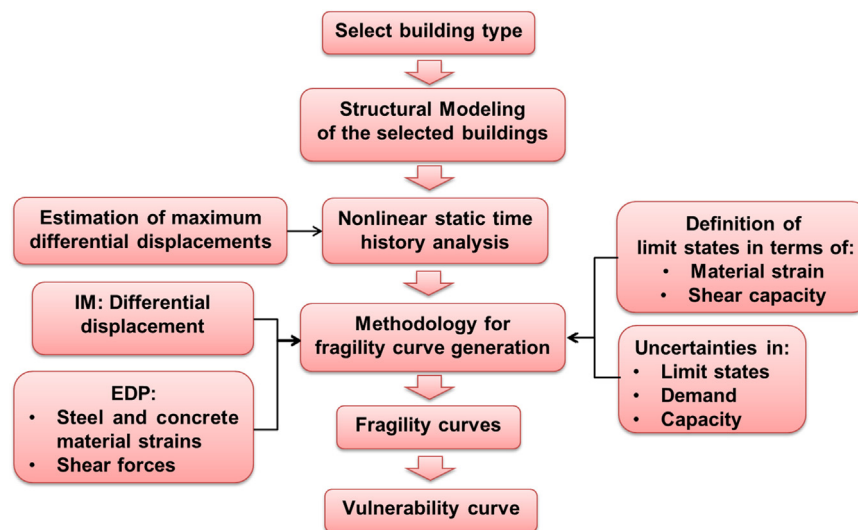 Select building type
Structural Modeling
of the selected buildings
Estimation of maximum
differential displacements
Nonlinear static time
history analysis
Definition of
limit states in terms of:
• Material strain
• Shear capacity
IM: Differential
displacement
Methodology for
fragility curve generation
Uncertainties in:
• Limit states
• Demand
• Capacity
EDP:
• Steel and concrete
material strains
• Shear forces
Fragility curves
Vulnerability curve